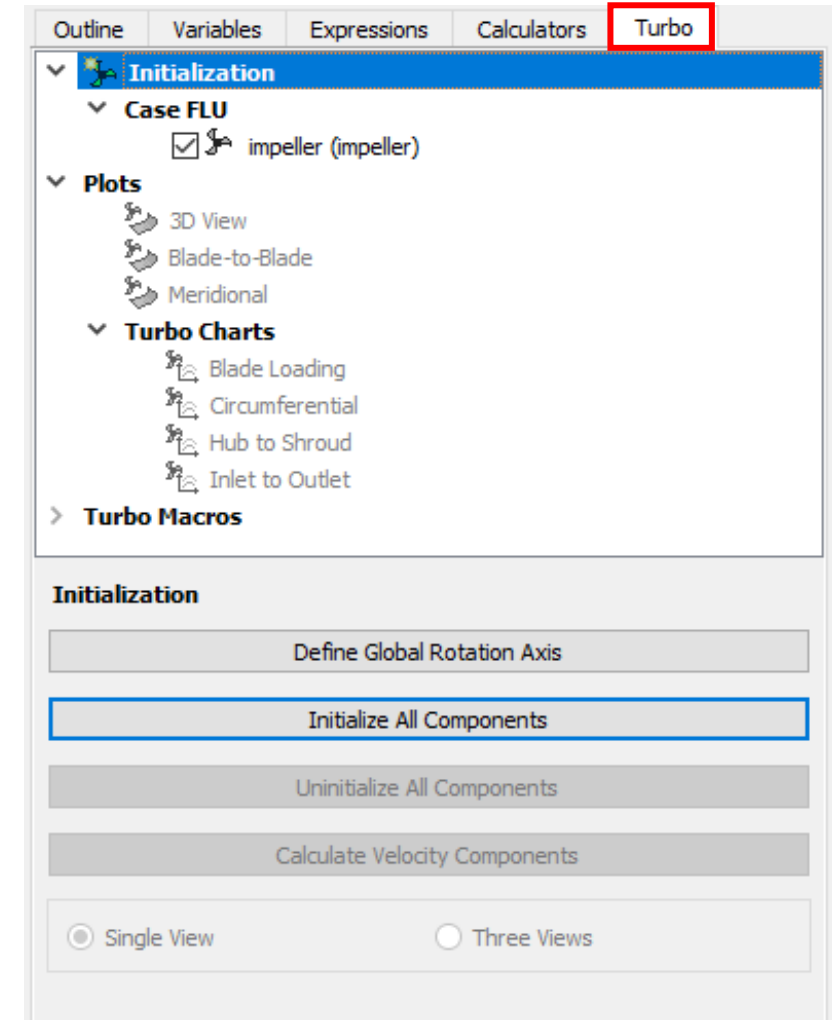 Outline Variables Expressions Calculators Turbo
Initialization
Case FLU
impeller (impeller)
Plots
3D View
Blade-to-Blade
Meridional
Turbo Charts
Blade Loading
Circumferential
Hub to Shroud
Inlet to Outlet
Turbo Macros
Initialization
Define Global Rotation Axis
Initialize All Components
Uninitialize All Components
Calculate Velocity Components
Single View Three Views